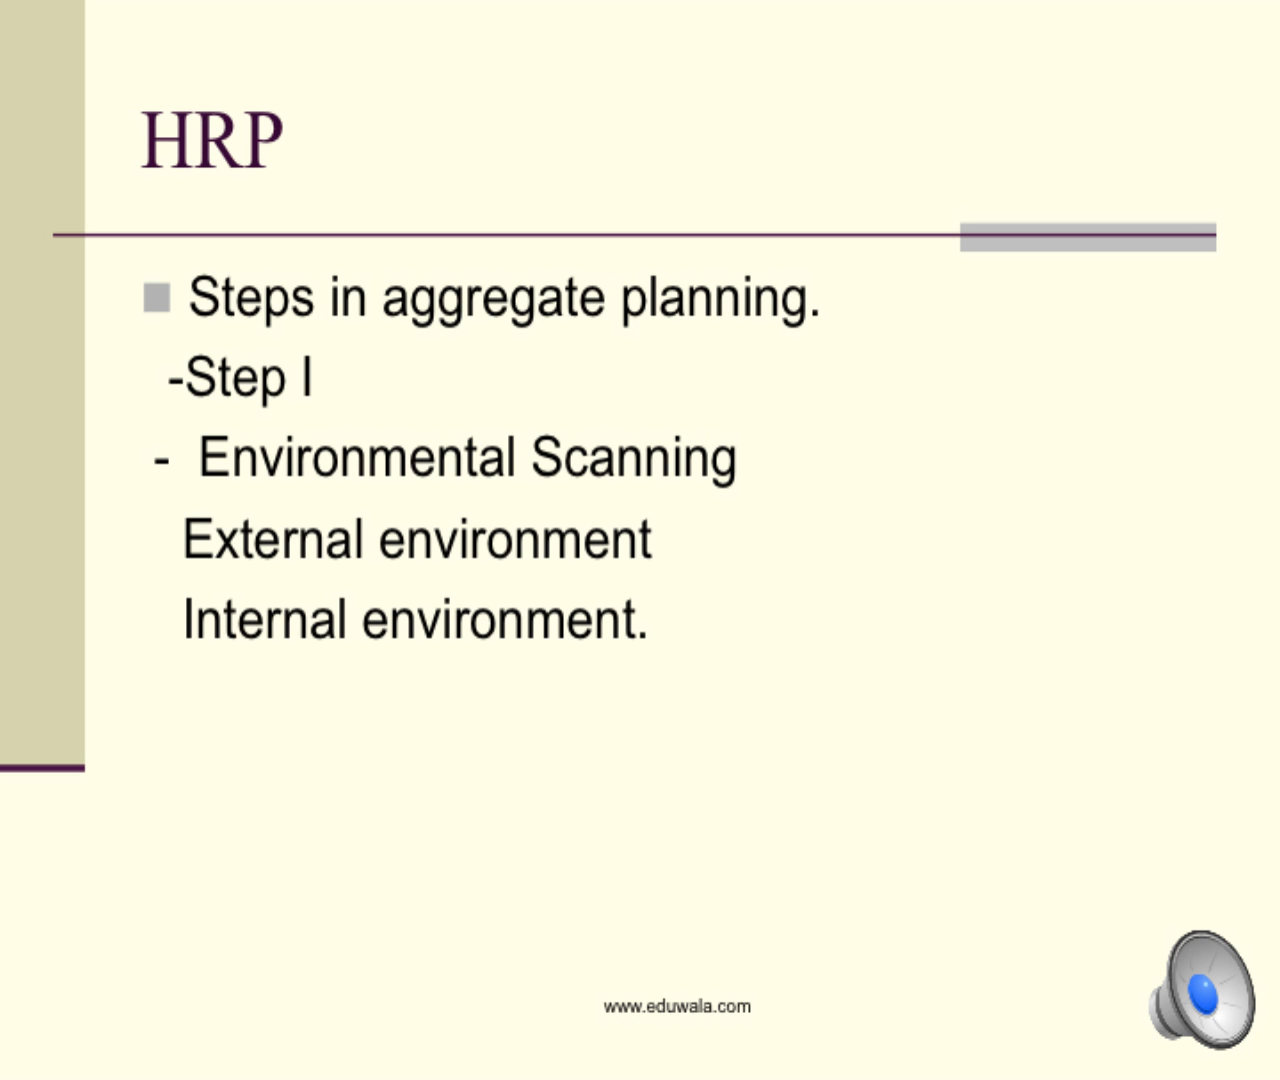 HRP
Steps in aggregate planning.
-Step I
- Environmental Scanning
External environment
Internal environment.
www.eduwala.com